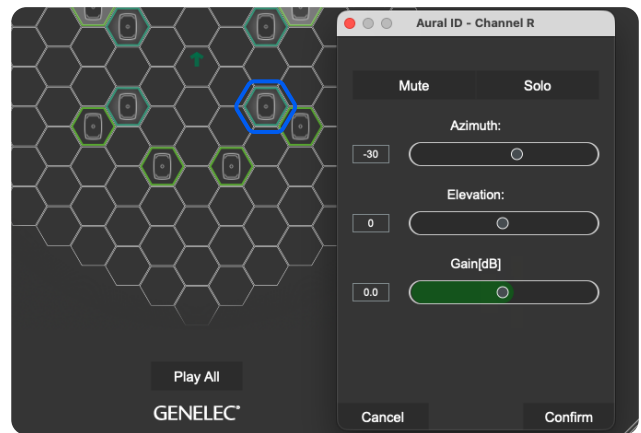 Aural ID - Channel R
Mute
Solo
Azimuth:
-30
Elevation:
0
Gain[dB]
0.0
Play All
GENELEC®
Cancel
Confirm